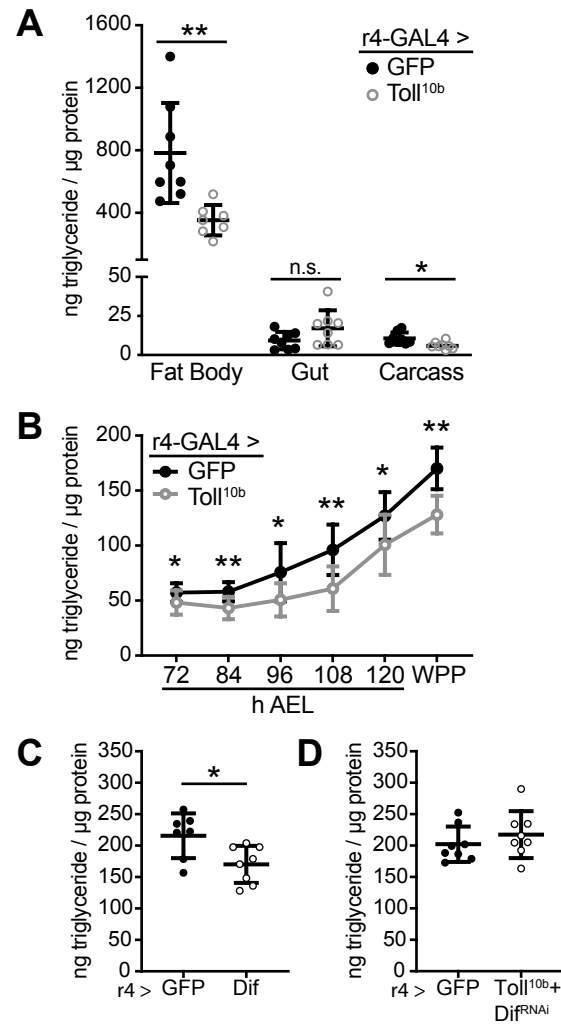 A
ng triglyceride / µg protein
1600
1200
800
400
50
25
0
**
n.s.
*
r4-GAL4 >
GFP
Toll10b
Fat Body Gut Carcass
B
ng triglyceride / µg protein
200
150
100
50
0
r4-GAL4 >
GFP
Toll10b
* ** * ** * **
72 84 96 108 120 WPP
h AEL
C
ng triglyceride / µg protein
350
300
250
200
150
100
50
0
*
r4 > GFP Dif
D
ng triglyceride / µg protein
350
300
250
200
150
100
50
0
r4 > GFP Toll10b+
DifRNAi